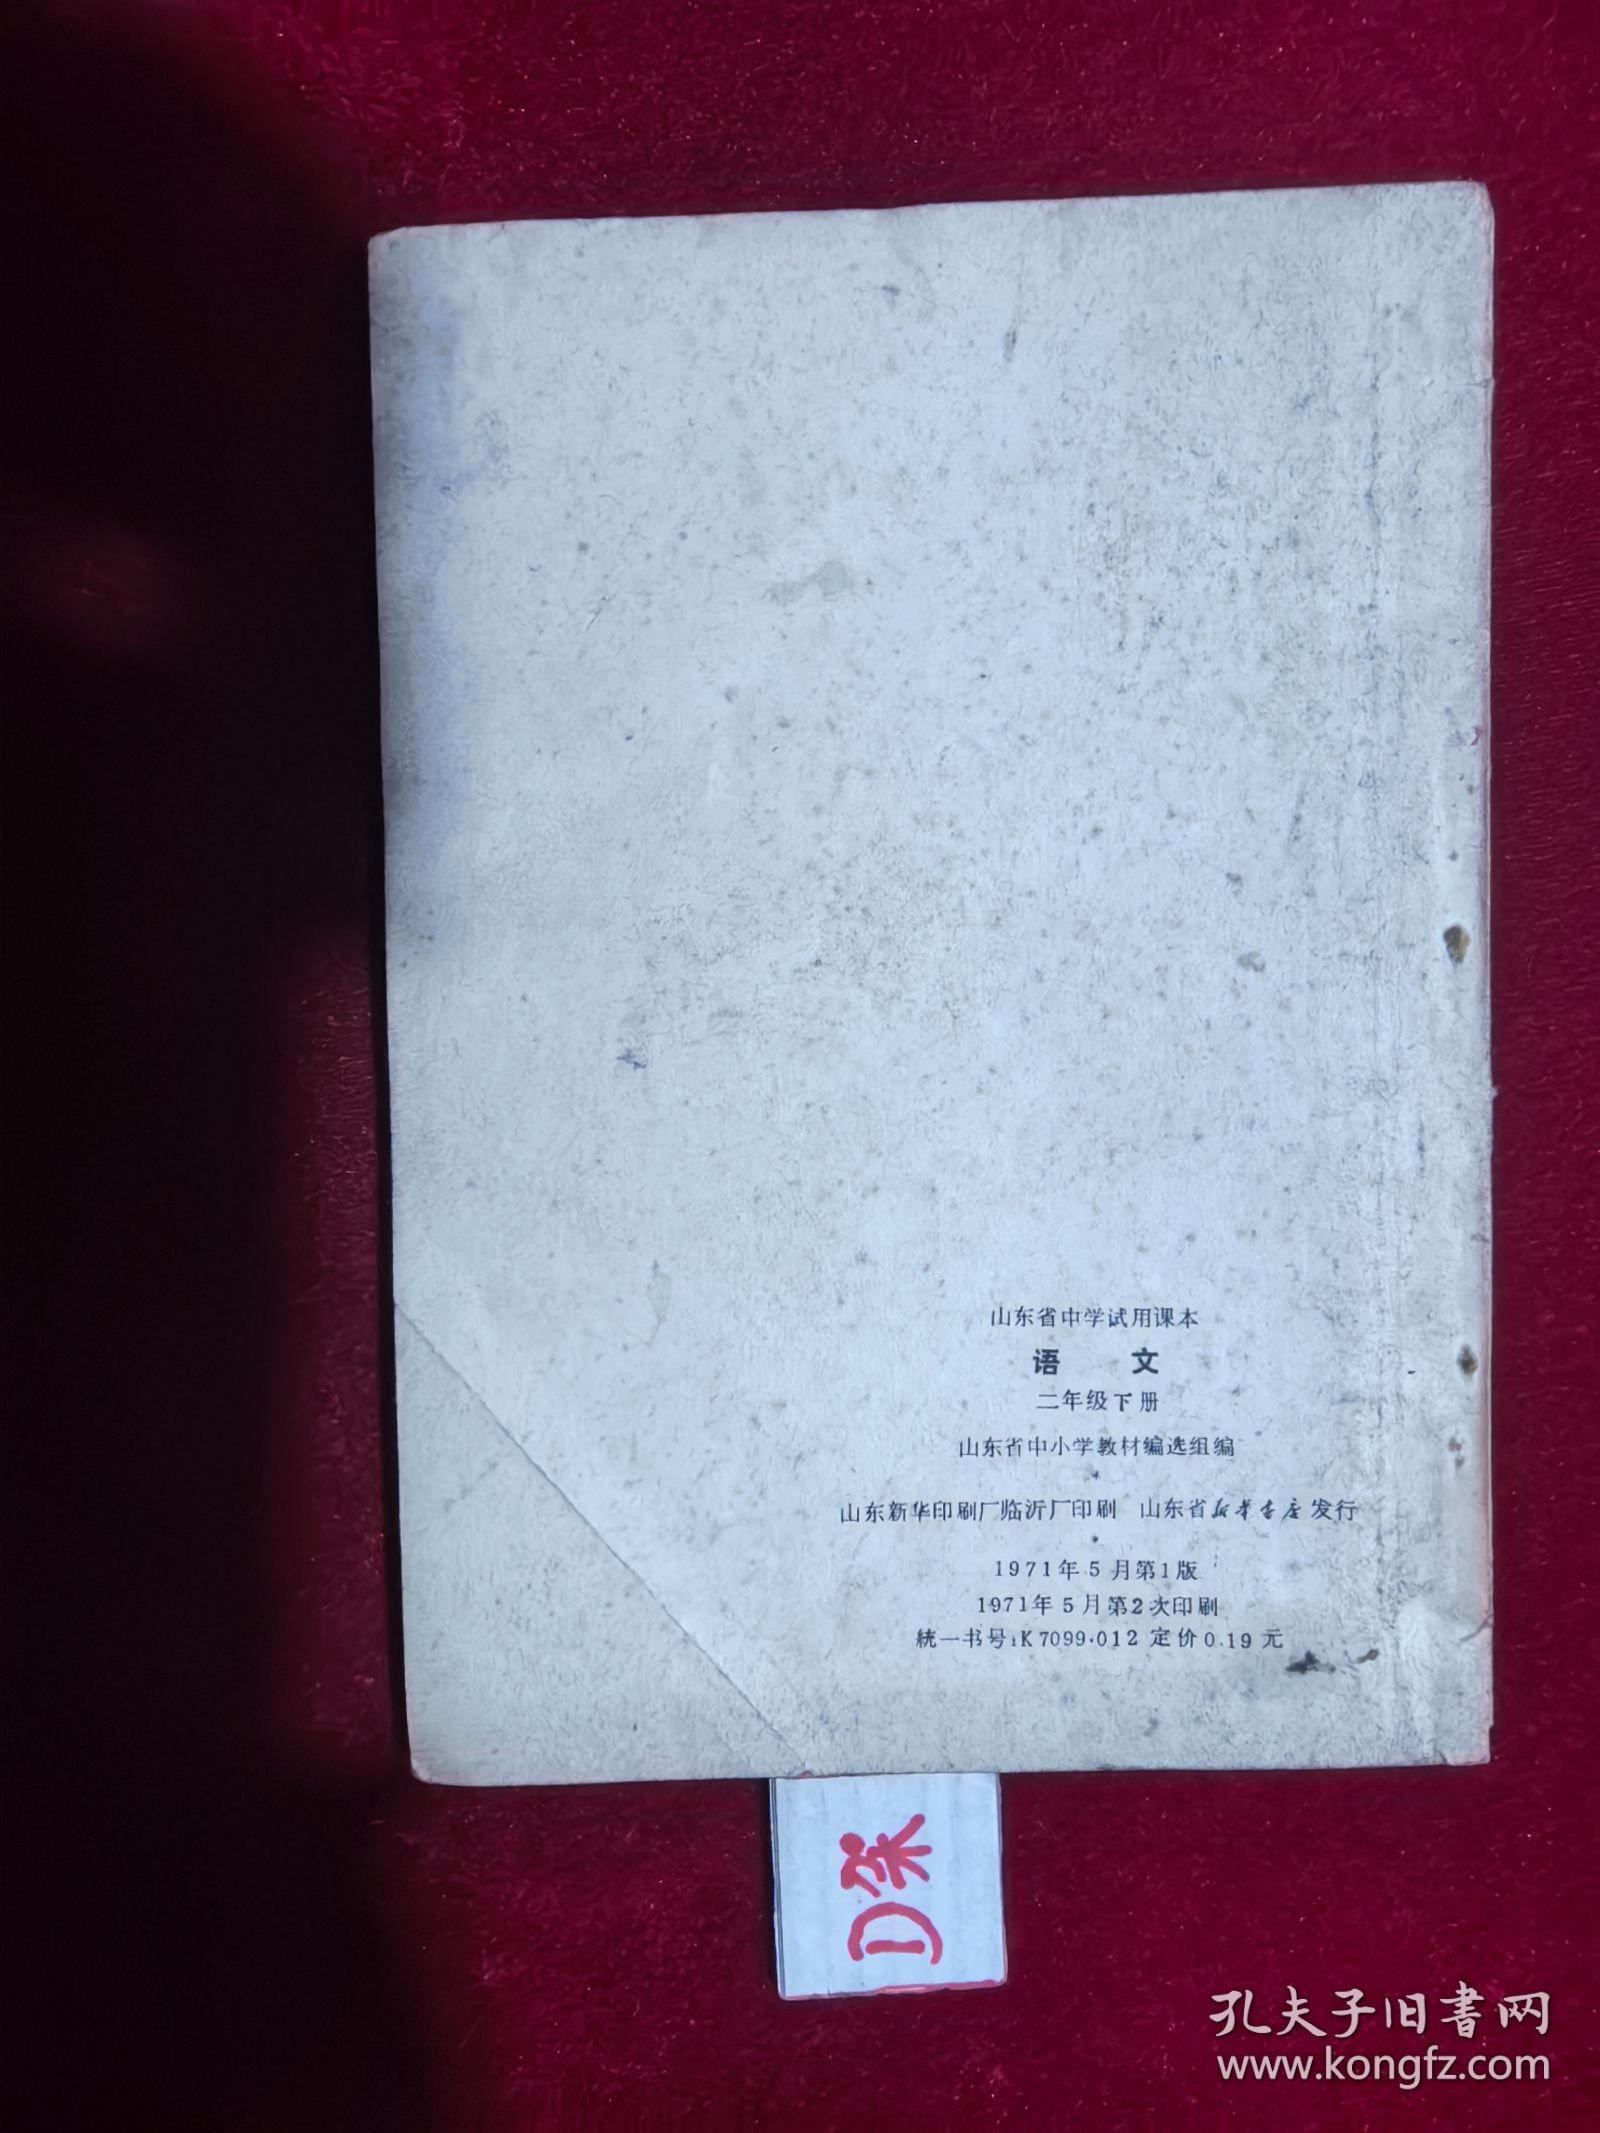 山东省中学试用课本
语 文
二年级下册
山东省中小学教材编选组编
山东新华印刷厂临沂厂印刷 山东省新华书店发行
1971年5月第1版
1971年5月第2次印刷
統一书号:K7099·012 定价0.19元
D采
孔夫子旧書网
www.kongfz.com